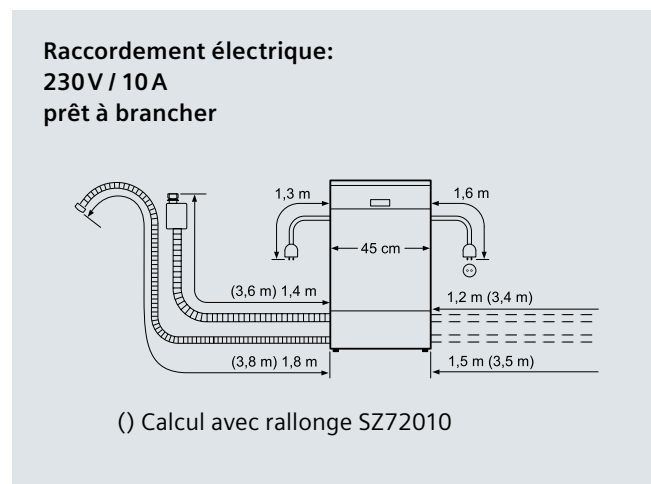 Raccordement électrique:
230 V / 10 A
prêt à brancher
1,3 m
1,6 m
45 cm
(3,6 m) 1,4 m
1,2 m (3,4 m)
(3,8 m) 1,8 m
1,5 m (3,5 m)
() Calcul avec rallonge SZ72010